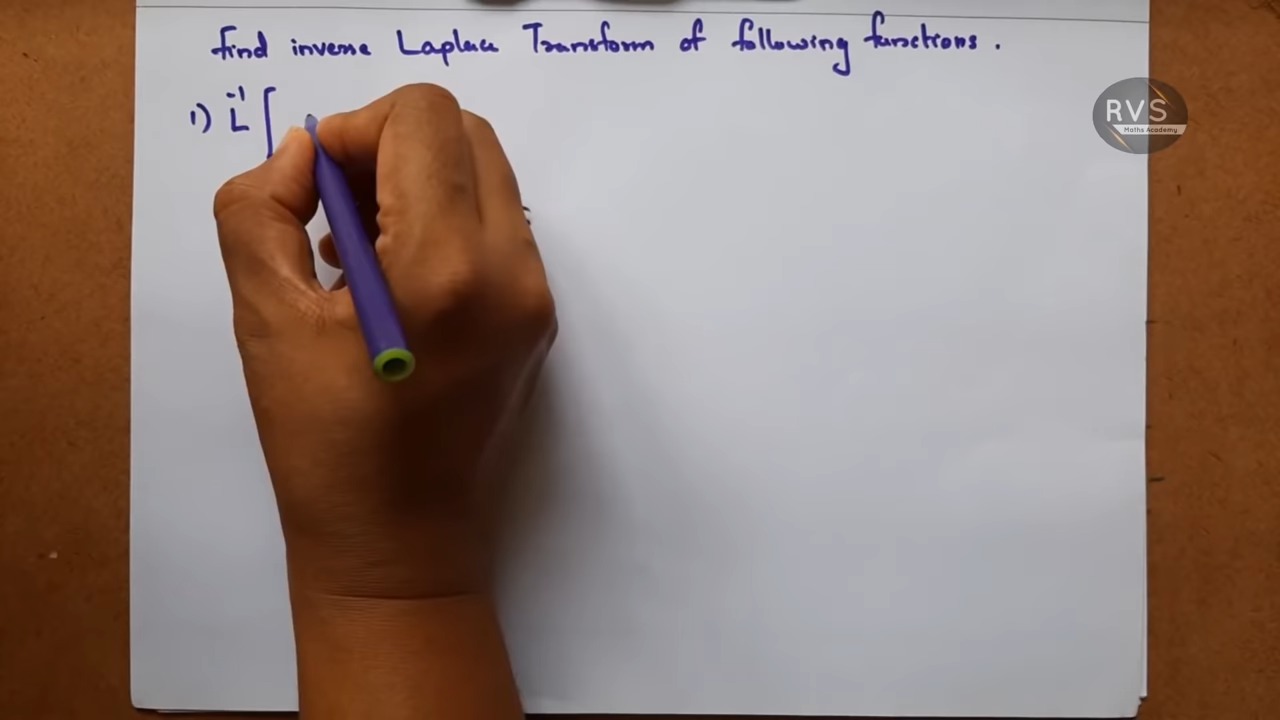 find inverse Laplace Transform of following functions.
1) L⁻¹ [
RVS
Maths Academy